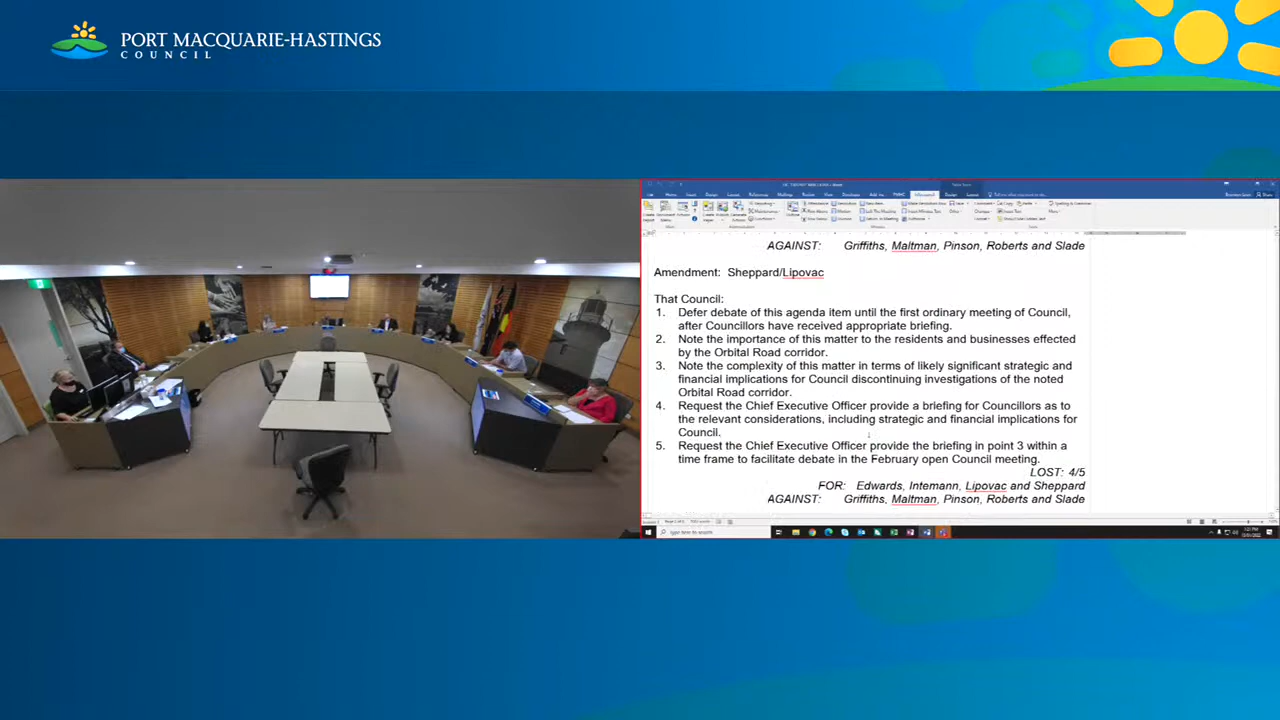 PORT MACQUARIE-HASTINGS
COUNCIL
AGAINST: Griffiths, Maltman, Pinson, Roberts and Slade
Amendment: Sheppard/Lipovac
That Council:
1. Defer debate of this agenda item until the first ordinary meeting of Council,
after Councillors have received appropriate briefing.
2. Note the importance of this matter to the residents and businesses effected
by the Orbital Road corridor.
3. Note the complexity of this matter in terms of likely significant strategic and
financial implications for Council discontinuing investigations of the noted
Orbital Road corridor.
4. Request the Chief Executive Officer provide a briefing for Councillors as to
the relevant considerations, including strategic and financial implications for
Council.
5. Request the Chief Executive Officer provide the briefing in point 3 within a
time frame to facilitate debate in the February open Council meeting.
LOST: 4/5
FOR: Edwards, Intemann, Lipovac and Sheppard
AGAINST: Griffiths, Maltman, Pinson, Roberts and Slade
Type here to search